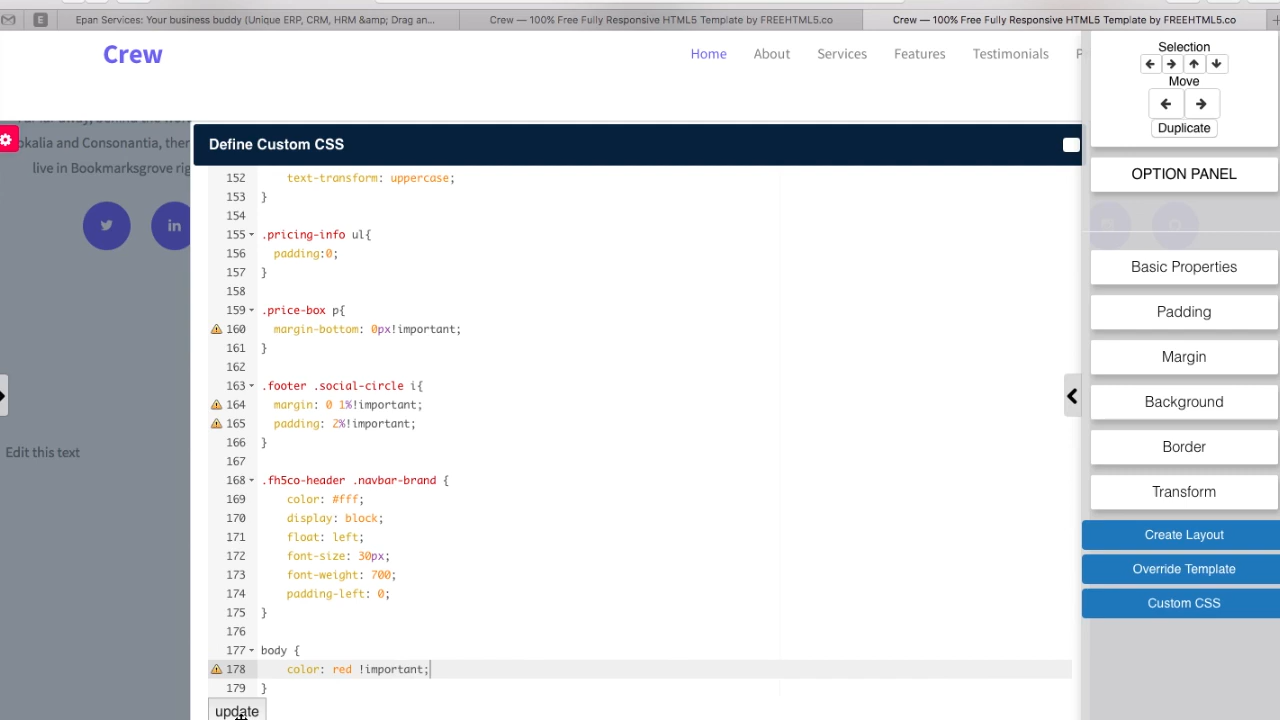 Epan Services: Your business buddy (Unique ERP, CRM, HRM &amp; Drag an...
Crew — 100% Free Fully Responsive HTML5 Template by FREEHTML5.co
Crew — 100% Free Fully Responsive HTML5 Template by FREEHTML5.co
E
Crew
Home
About
Services
Features
Testimonials
P
okalia and Consonantia, ther
live in Bookmarksgrove rig
Edit this text
Define Custom CSS
152 text-transform: uppercase;
153 }
154
155 .pricing-info ul{
156 padding:0;
157 }
158
159 .price-box p{
160 margin-bottom: 0px!important;
161 }
162
163 .footer .social-circle i{
164 margin: 0 1%!important;
165 padding: 2%!important;
166 }
167
168 .fh5co-header .navbar-brand {
169 color: #fff;
170 display: block;
171 float: left;
172 font-size: 30px;
173 font-weight: 700;
174 padding-left: 0;
175 }
176
177 body {
178 color: red !important;
179 }
update
Selection
Move
Duplicate
OPTION PANEL
Basic Properties
Padding
Margin
Background
Border
Transform
Create Layout
Override Template
Custom CSS